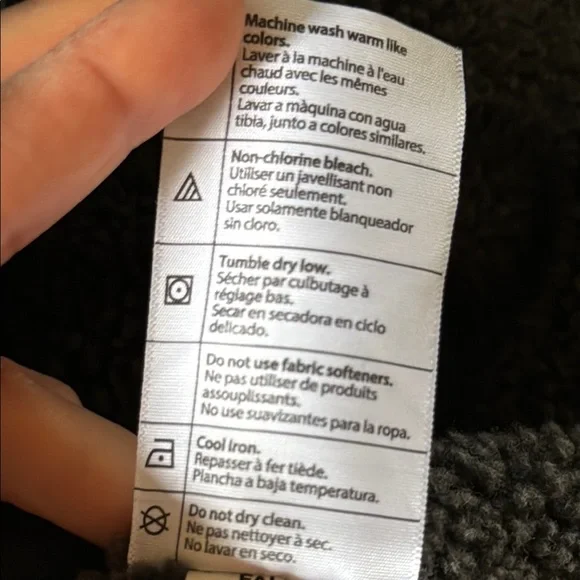 Machine wash warm like
colors.
Laver à la machine à l'eau
chaud avec les mêmes
couleurs.
Lavar a màquina con agua
tibia, junto a colores similares.
Non-chlorine bleach.
Utiliser un javellisant non
chloré seulement.
Usar solamente blanqueador
sin cloro.
Tumble dry low.
Sécher par culbutage à
réglage bas.
Secar en secadora en ciclo
delicado.
Do not use fabric softeners.
Ne pas utiliser de produits
assouplissants.
No use suavizantes para la ropa.
Cool iron.
Repasser à fer tiède.
Plancha a baja temperatura.
Do not dry clean.
Ne pas nettoyer à sec.
No lavar en seco.